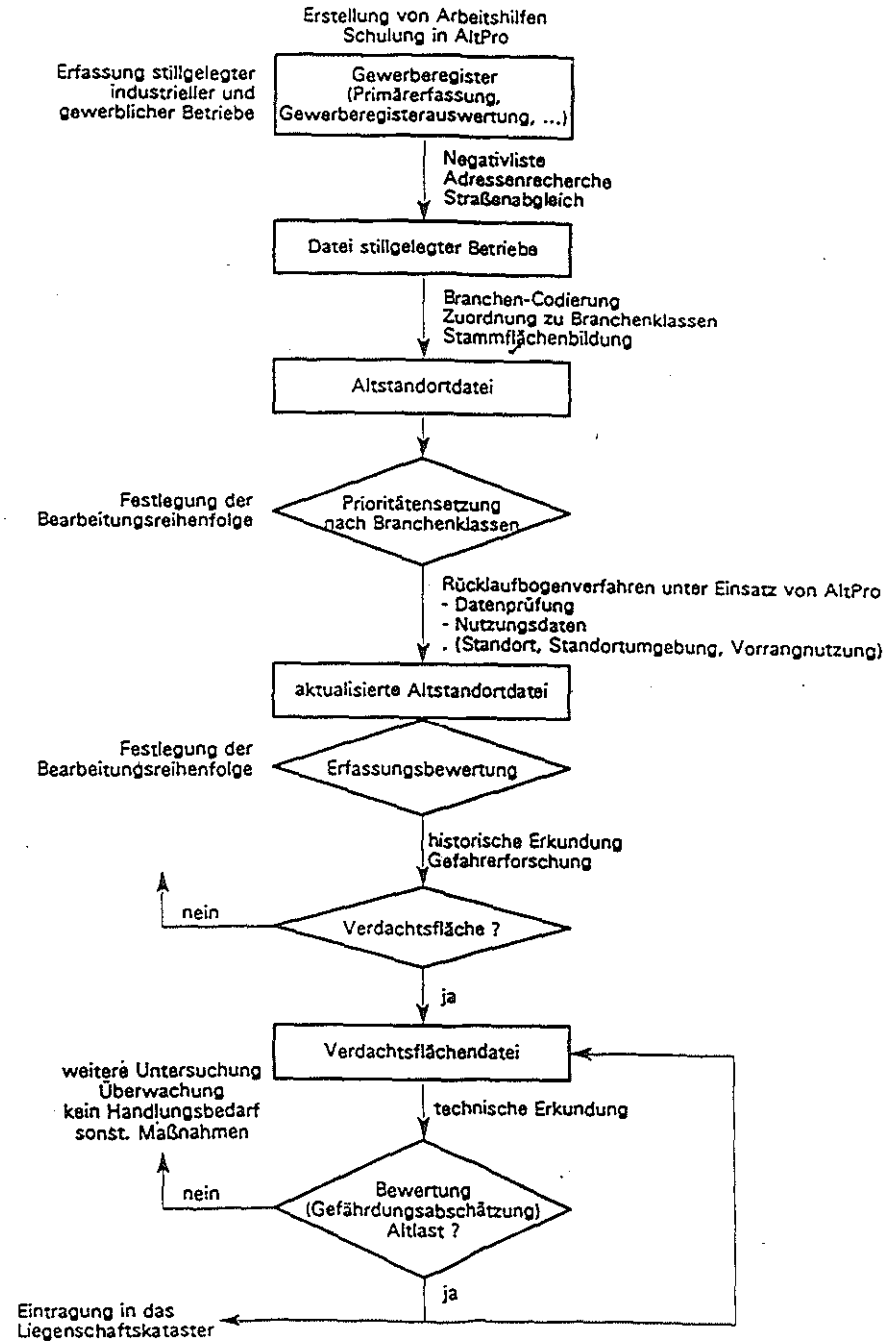 Erstellung von Arbeitshilfen
Schulung in AltPro
Erfassung stillgelegter
industrieller und
gewerblicher Betriebe
Gewerberegister
(Primärerfassung,
Gewerberegisterauswertung, ...)
Negativliste
Adressenrecherche
Straßenabgleich
Datei stillgelegter Betriebe
Branchen-Codierung
Zuordnung zu Branchenklassen
Stammflächenbildung
Altstandortdatei
Festlegung der
Bearbeitungsreihenfolge
Prioritätensetzung
nach Branchenklassen
Rücklaufbogenverfahren unter Einsatz von AltPro
- Datenprüfung
- Nutzungsdaten
. (Standort, Standortumgebung, Vorrangnutzung)
aktualisierte Altstandortdatei
Festlegung der
Bearbeitungsreihenfolge
Erfassungsbewertung
historische Erkundung
Gefahrerforschung
nein
Verdachtsfläche ?
ja
Verdachtsflächendatei
weitere Untersuchung
Überwachung
kein Handlungsbedarf
sonst. Maßnahmen
technische Erkundung
nein
Bewertung
(Gefährdungsabschätzung)
Altlast ?
ja
Eintragung in das
Liegenschaftskataster